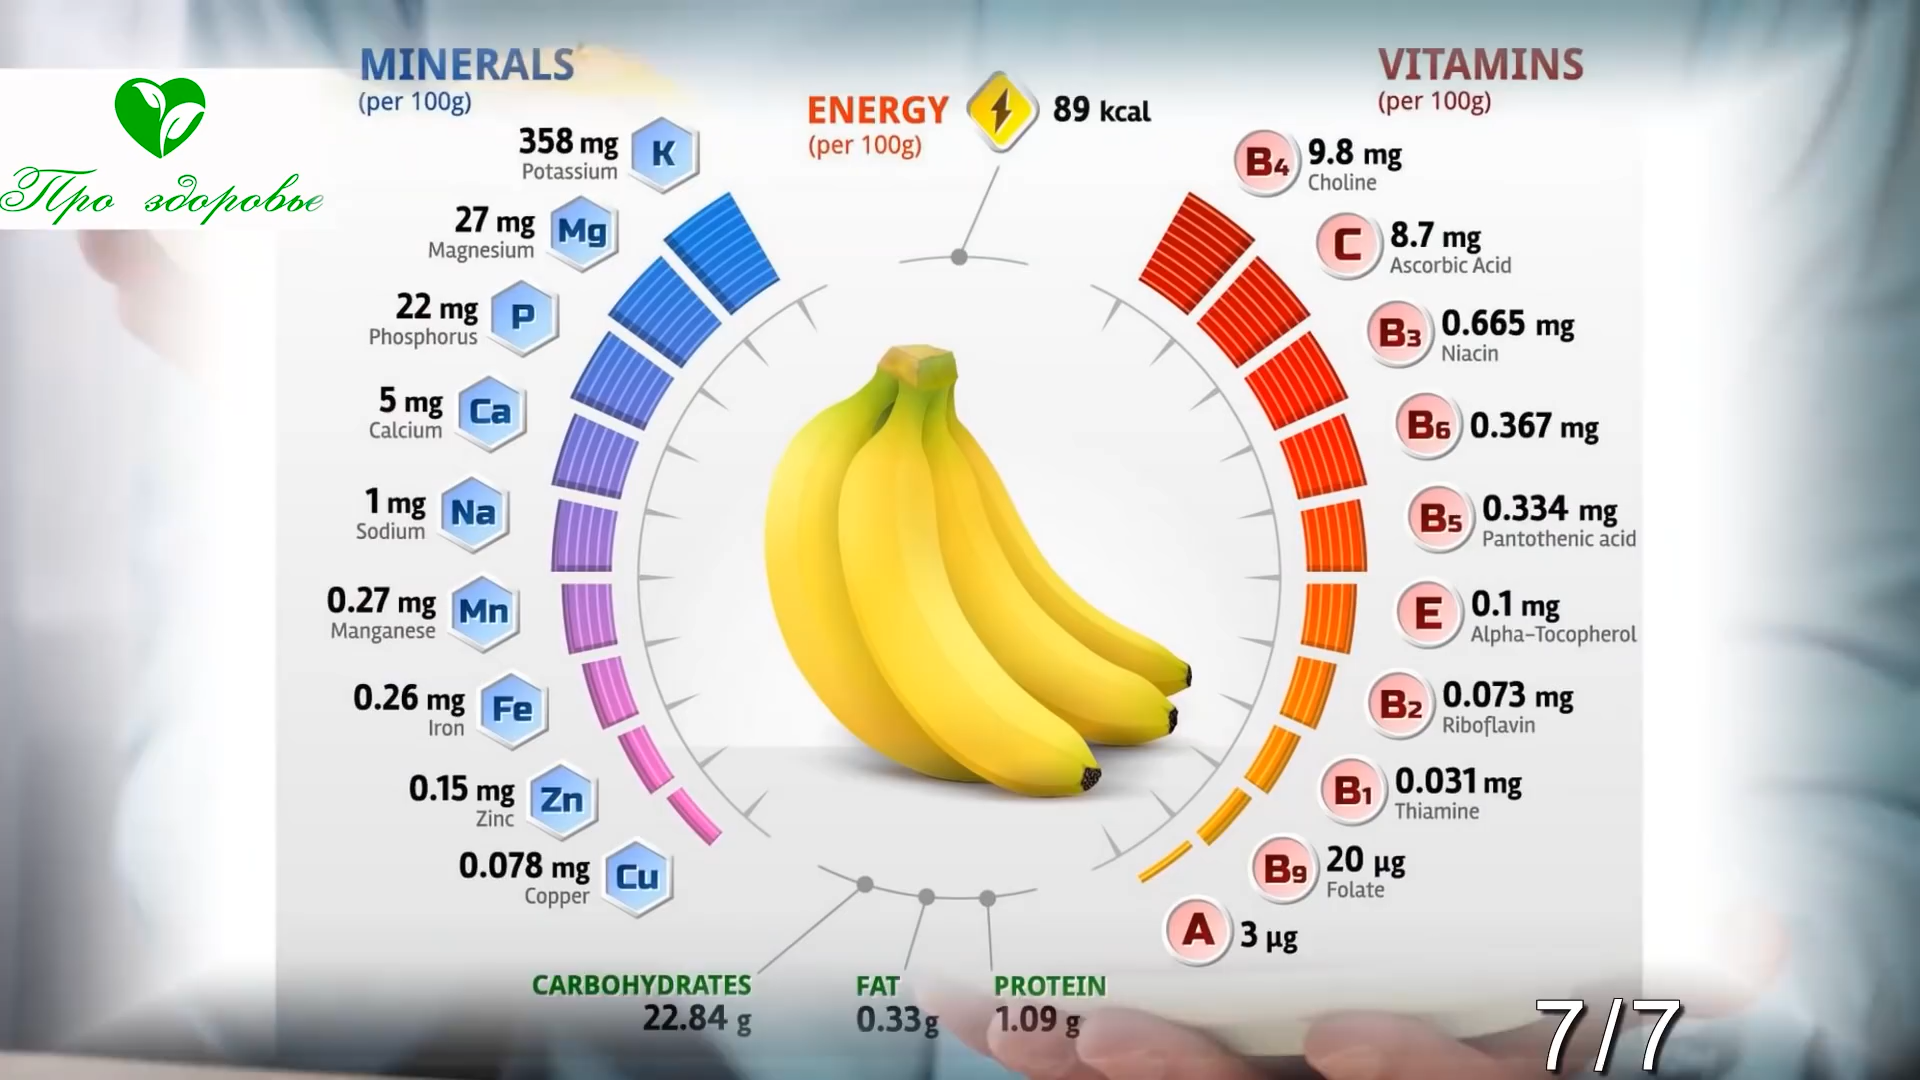 MINERALS
(per 100g)
Про здоровье
358 mg
Potassium
K
27 mg
Magnesium
Mg
22 mg
Phosphorus
P
5 mg
Calcium
Ca
1 mg
Sodium
Na
0.27 mg
Manganese
Mn
0.26 mg
Iron
Fe
0.15 mg
Zinc
Zn
0.078 mg
Copper
Cu
ENERGY
(per 100g)
89 kcal
VITAMINS
(per 100g)
B4
9.8 mg
Choline
C
8.7 mg
Ascorbic Acid
B3
0.665 mg
Niacin
B6
0.367 mg
B5
0.334 mg
Pantothenic acid
E
0.1 mg
Alpha-Tocopherol
B2
0.073 mg
Riboflavin
B1
0.031 mg
Thiamine
B9
20 µg
Folate
A
3 µg
CARBOHYDRATES
22.84 g
FAT
0.33g
PROTEIN
1.09 g
7/7